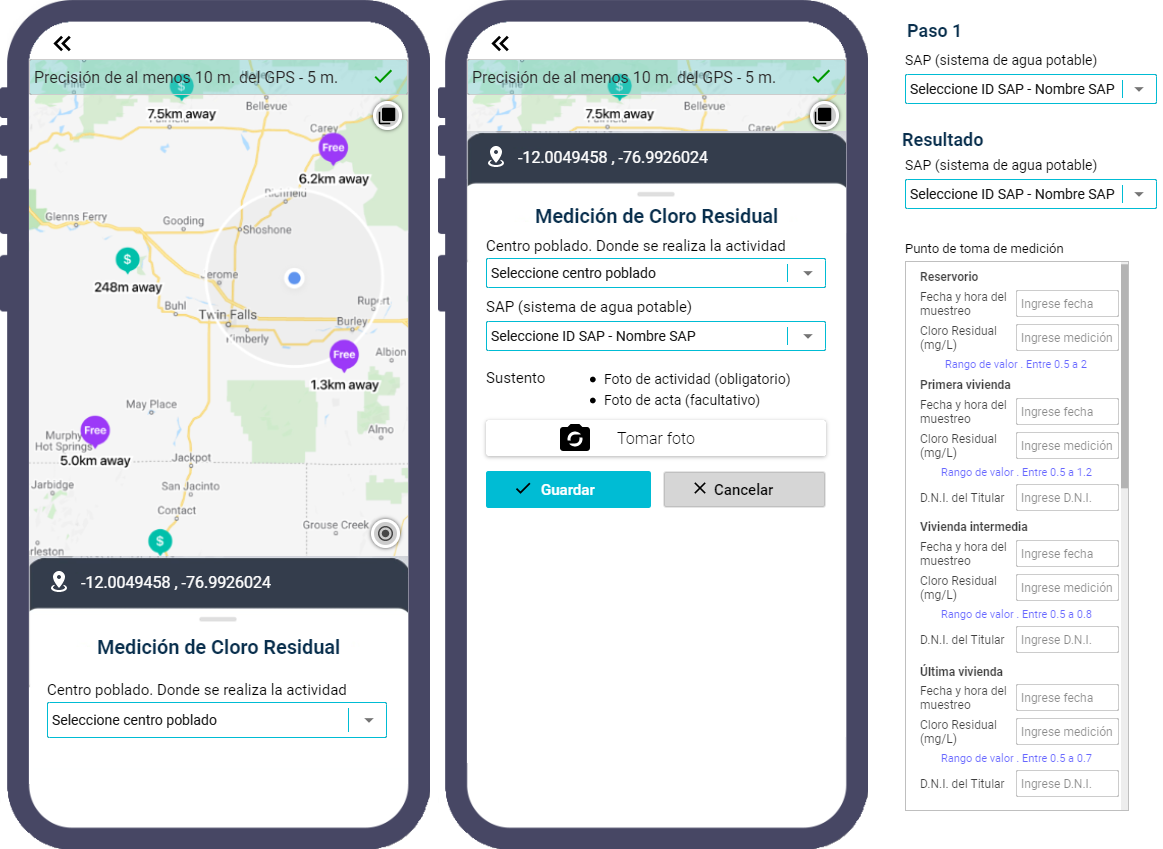 Precisión de al menos 10 m. del GPS - 5 m.
$
Bellevue
7.5km away
Carey
Free
6.2km away
Richfield
Glenns Ferry
Gooding
Shoshone
$
248m away
Jerome
Buhl
Rupert
Twin Falls
Burley
Kimberly
Free
Albion
1.3km away
May Place
Free
Murphy
Hot Springs
Almo
5.0km away
Jackpot
Jarbidge
San Jacinto
Contact
Grouse Creek
$
-12.0049458 , -76.9926024
Medición de Cloro Residual
Centro poblado. Donde se realiza la actividad
Seleccione centro poblado
Precisión de al menos 10 m. del GPS - 5 m.
$
Bellevue
7.5km away
Carey
-12.0049458 , -76.9926024
Medición de Cloro Residual
Centro poblado. Donde se realiza la actividad
Seleccione centro poblado
SAP (sistema de agua potable)
Seleccione ID SAP - Nombre SAP
Sustento
• Foto de actividad (obligatorio)
• Foto de acta (facultativo)
Tomar foto
Guardar
Cancelar
Paso 1
SAP (sistema de agua potable)
Seleccione ID SAP - Nombre SAP
Resultado
SAP (sistema de agua potable)
Seleccione ID SAP - Nombre SAP
Punto de toma de medición
Reservorio
Fecha y hora del
muestreo
Ingrese fecha
Cloro Residual
(mg/L)
Ingrese medición
Rango de valor . Entre 0.5 a 2
Primera vivienda
Fecha y hora del
muestreo
Ingrese fecha
Cloro Residual
(mg/L)
Ingrese medición
Rango de valor . Entre 0.5 a 1.2
D.N.I. del Titular
Ingrese D.N.I.
Vivienda intermedia
Fecha y hora del
muestreo
Ingrese fecha
Cloro Residual
(mg/L)
Ingrese medición
Rango de valor . Entre 0.5 a 0.8
D.N.I. del Titular
Ingrese D.N.I.
Última vivienda
Fecha y hora del
muestreo
Ingrese fecha
Cloro Residual
(mg/L)
Ingrese medición
Rango de valor . Entre 0.5 a 0.7
D.N.I. del Titular
Ingrese D.N.I.